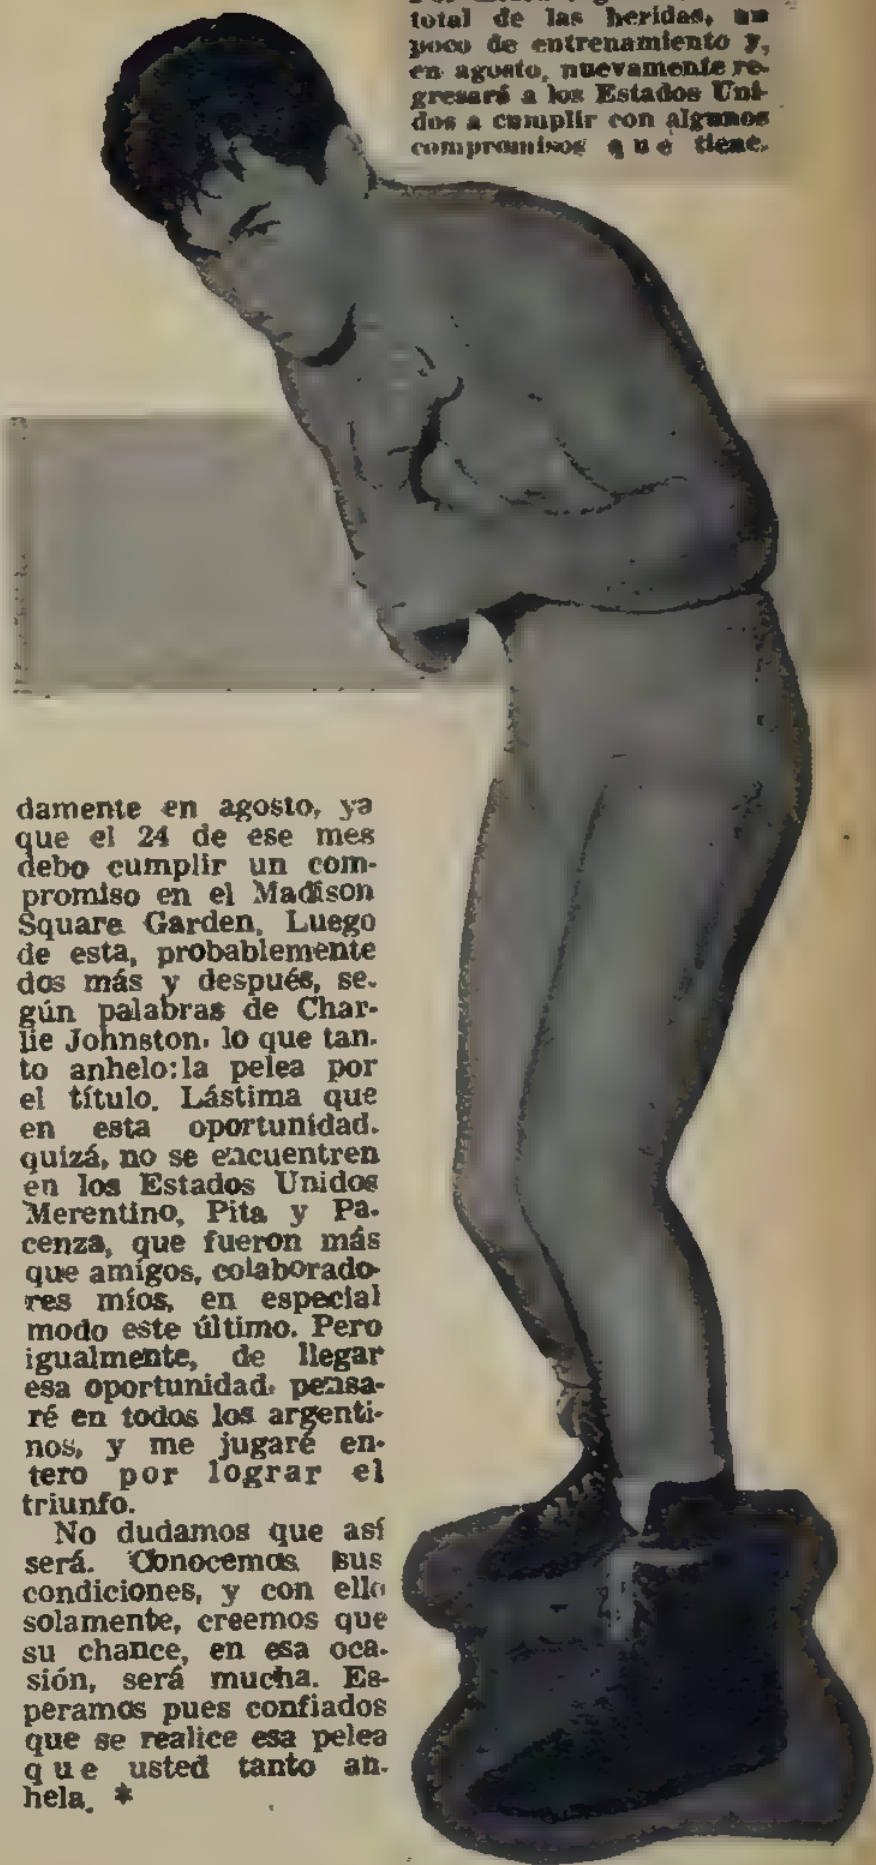 total de las heridas, un
poco de entrenamiento y,
en agosto, nuevamente re-
gresaré a los Estados Uni-
dos a cumplir con algunos
compromisos que tiene.
damente en agosto, ya
que el 24 de ese mes
debo cumplir un com-
promiso en el Madison
Square Garden. Luego
de esta, probablemente
dos más y después, se-
gún palabras de Char-
lie Johnston, lo que tan-
to anhelo: la pelea por
el título. Lástima que
en esta oportunidad,
quizá, no se encuentren
en los Estados Unidos
Merentino, Pita y Pa-
cenza, que fueron más
que amigos, colaborado-
res míos, en especial
modo este último. Pero
igualmente, de llegar
esa oportunidad, pensa-
ré en todos los argenti-
nos, y me jugaré en-
tero por lograr el
triunfo.
No dudamos que así
será. Conocemos sus
condiciones, y con ello
solamente, creemos que
su chance, en esa oca-
sión, será mucha. Es-
peramos pues confiados
que se realice esa pelea
que usted tanto an-
hela. *